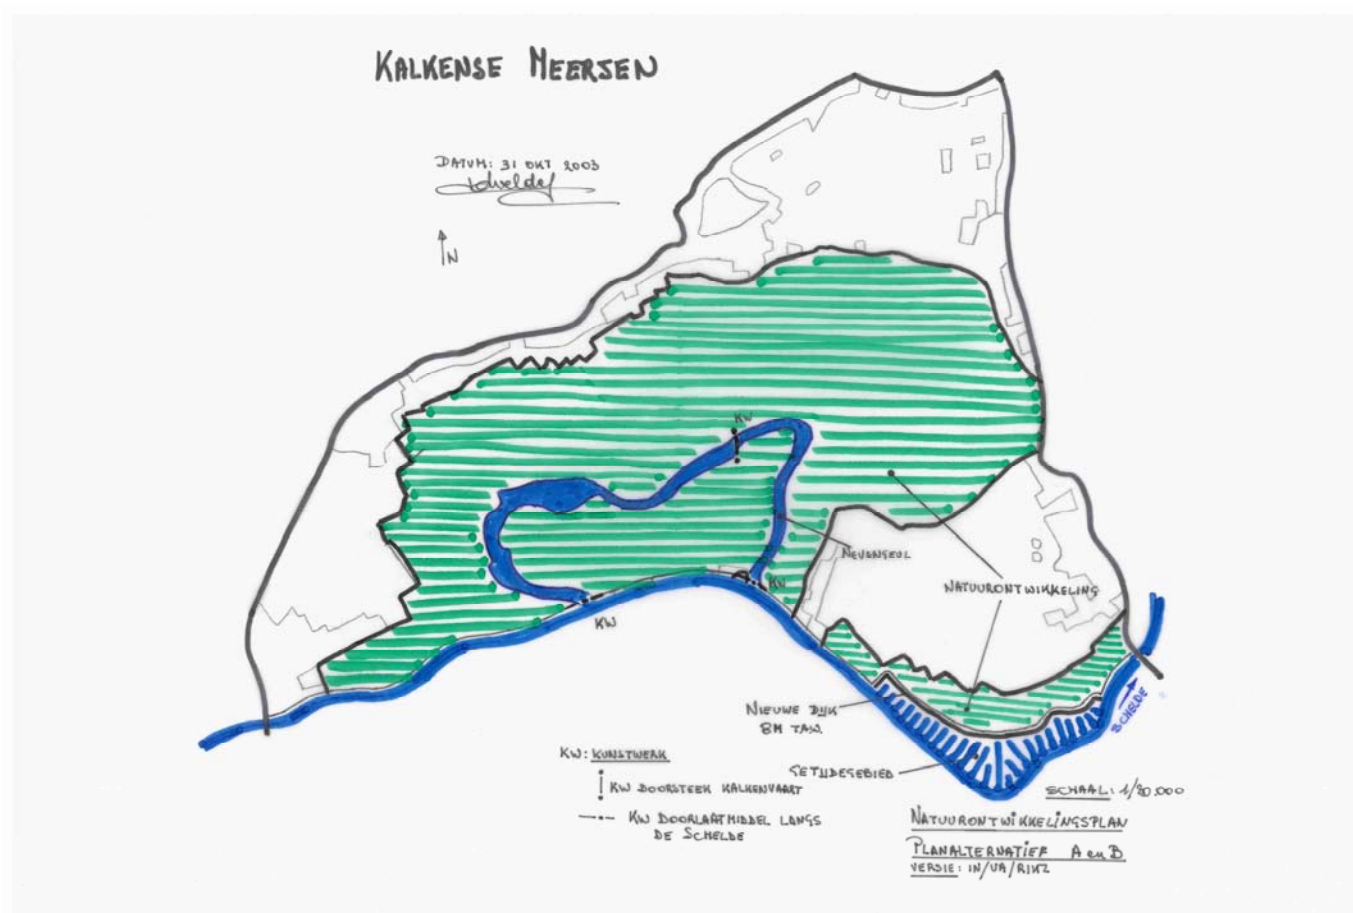 KALKENSE MEERSEN
DATUM: 31 OKT 2003
N
KW
NEVENGEUL
NATUURONTWIKKELING
KW
KW
NIEUWE DIJK
8M TAW.
SCHELDE
KW: KUNSTWERK
GETIJDEGEBIED
KW DOORSTEEK KALKENVAART
SCHAAL: 1/20.000
KW DOORLAATMIDDEL LANGS
DE SCHELDE
NATUURONTWIKKELINGSPLAN
PLANALTERNATIEF A en B
VERSIE: IN/VA/RIKZ